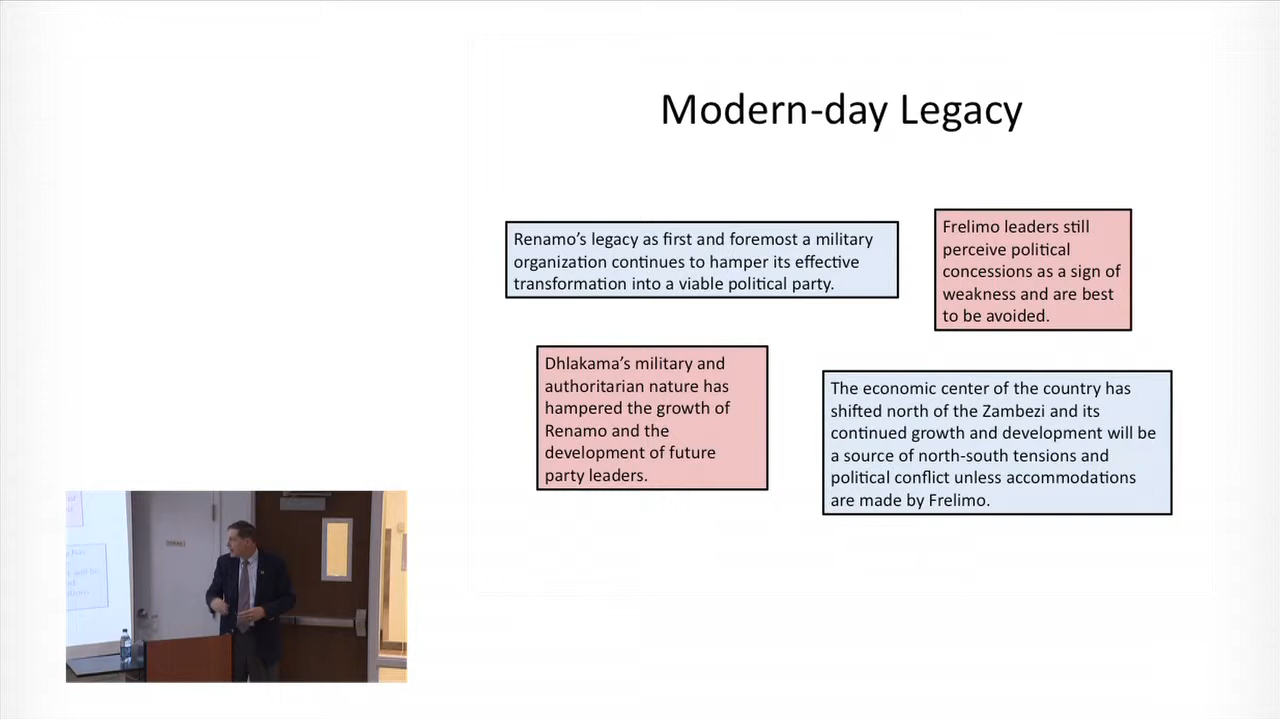 Modern-day Legacy
Renamo’s legacy as first and foremost a military
organization continues to hamper its effective
transformation into a viable political party.
Frelimo leaders still
perceive political
concessions as a sign of
weakness and are best
to be avoided.
Dhlakama’s military and
authoritarian nature has
hampered the growth of
Renamo and the
development of future
party leaders.
The economic center of the country has
shifted north of the Zambezi and its
continued growth and development will be
a source of north-south tensions and
political conflict unless accommodations
are made by Frelimo.